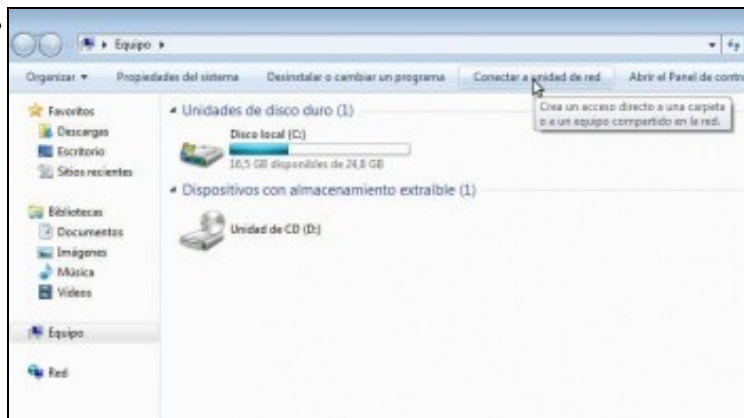 Equipo
Organizar
Propiedades del sistema
Desinstalar o cambiar un programa
Conectar a unidad de red
Abrir el Panel de contro
Crea un acceso directo a una carpeta
o a un equipo compartido en la red.
Favoritos
Descargas
Escritorio
Sitios recientes
Bibliotecas
Documentos
Imágenes
Música
Vídeos
Equipo
Red
Unidades de disco duro (1)
Disco local (C:)
16,5 GB disponibles de 24,8 GB
Dispositivos con almacenamiento extraíble (1)
Unidad de CD (D:)